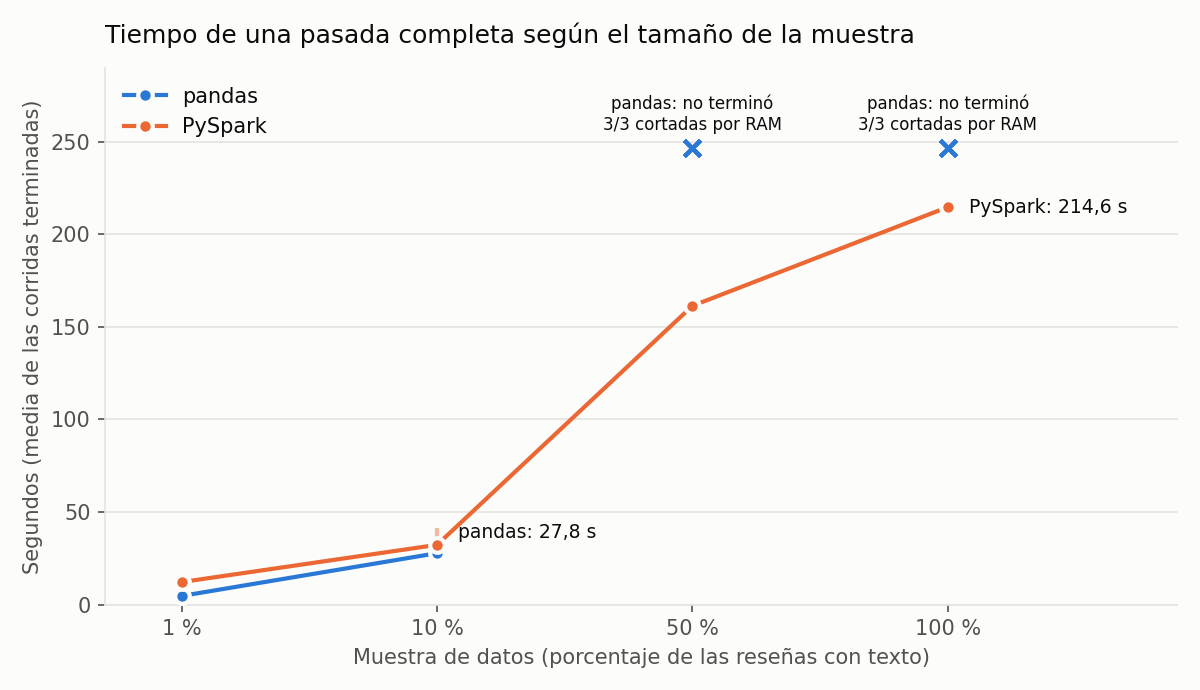 Tiempo de una pasada completa según el tamaño de la muestra
pandas
PySpark
pandas: no terminó
3/3 cortadas por RAM
pandas: no terminó
3/3 cortadas por RAM
PySpark: 214,6 s
pandas: 27,8 s
Segundos (media de las corridas terminadas)
250
200
150
100
50
0
1 %
10 %
50 %
100 %
Muestra de datos (porcentaje de las reseñas con texto)